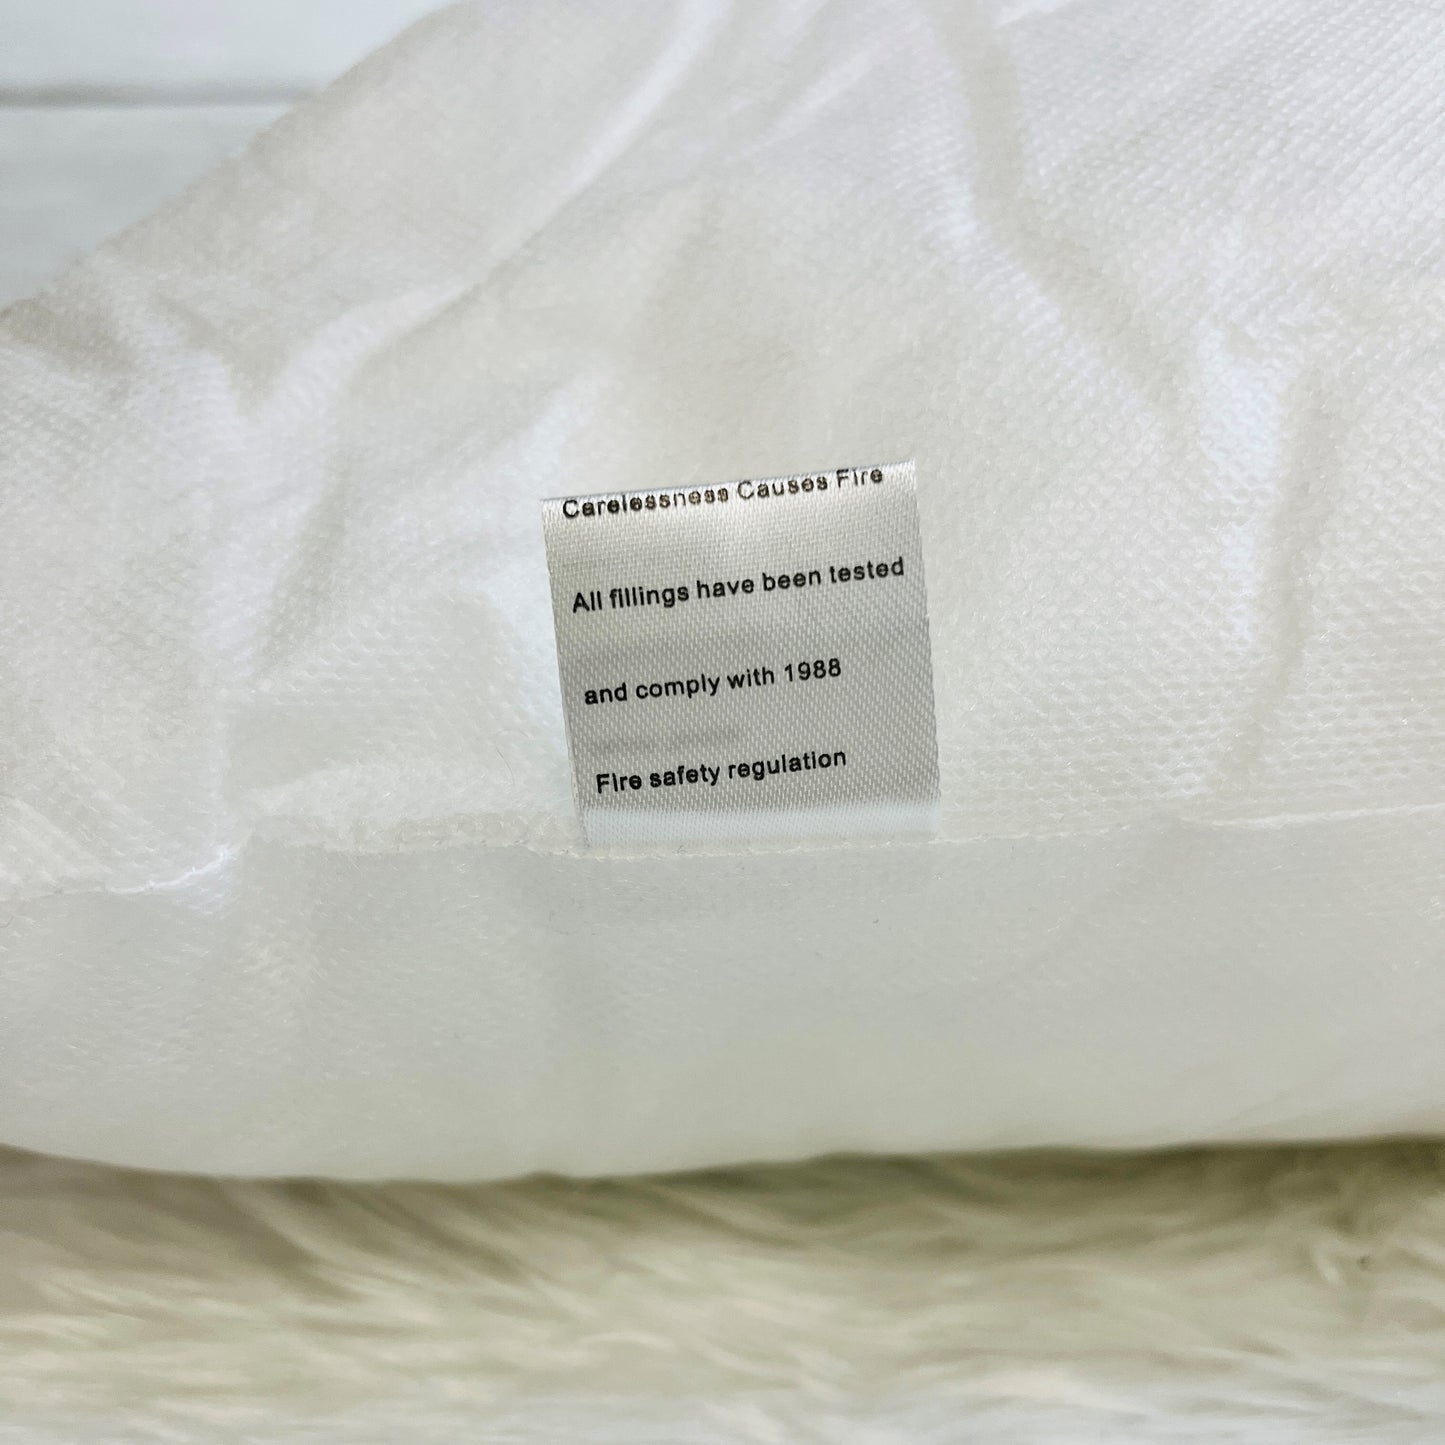 Carelessness Causes Fire
All fillings have been tested
and comply with 1988
Fire safety regulation